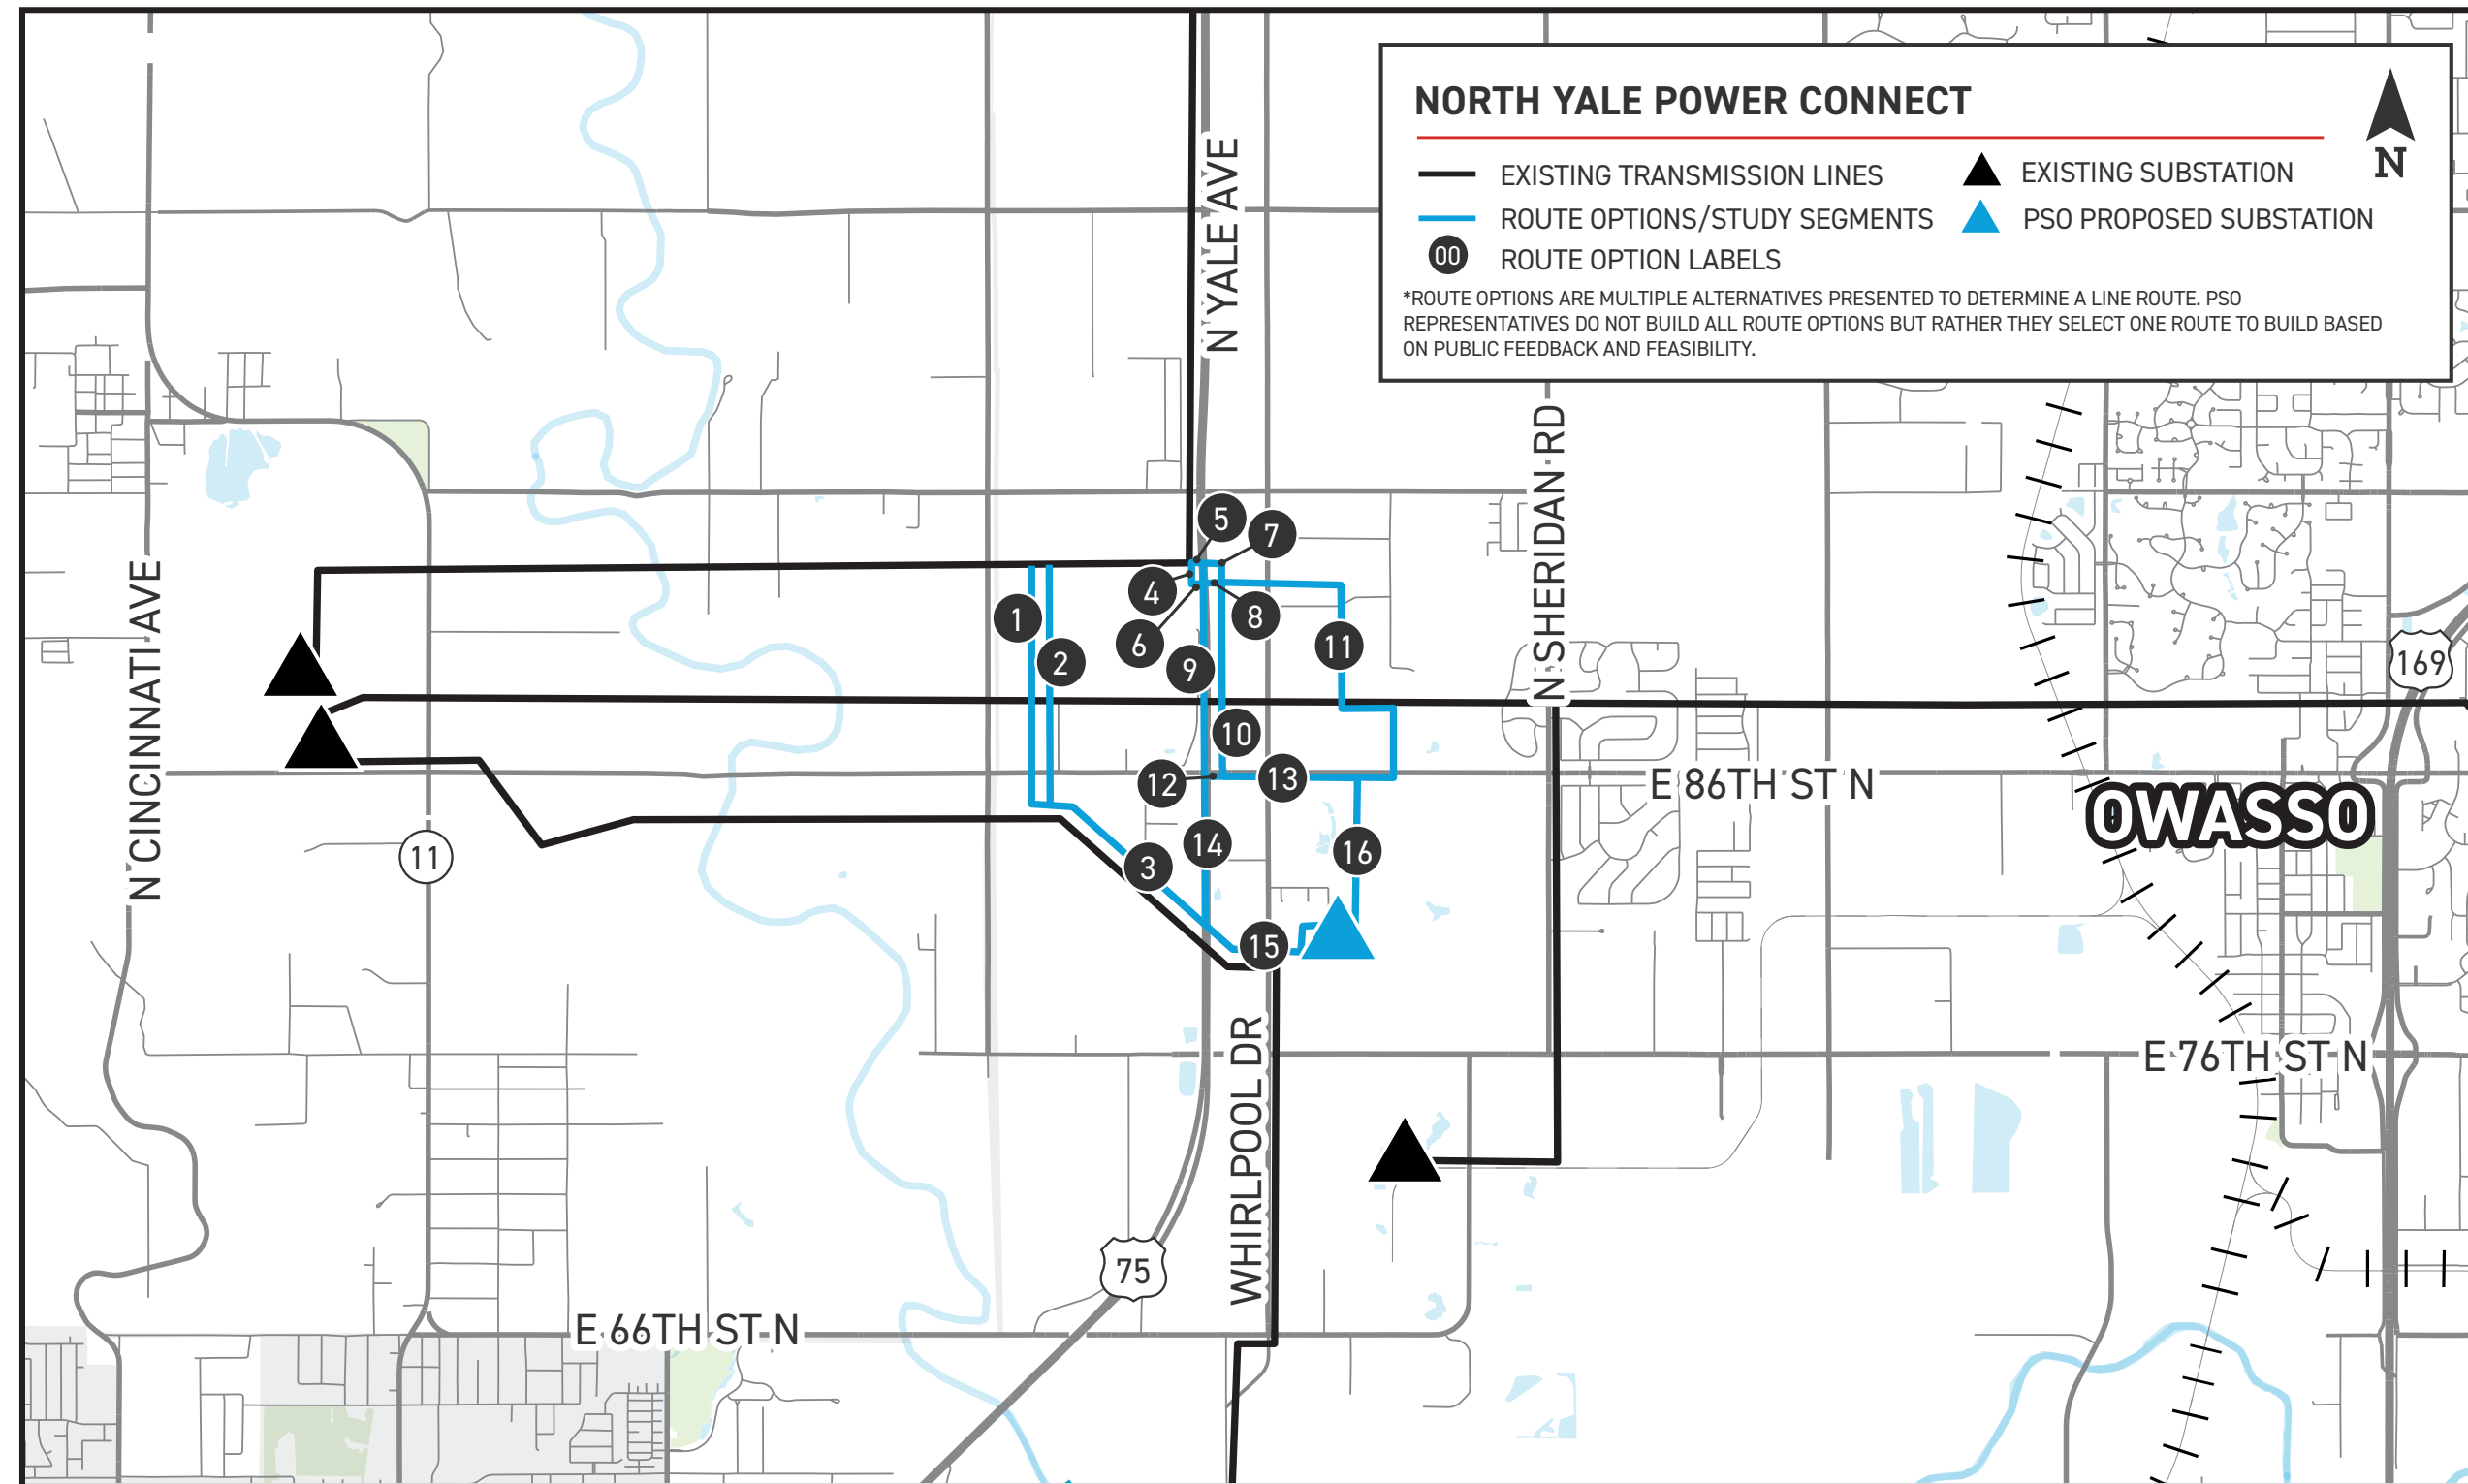 NORTH YALE POWER CONNECT
N
EXISTING TRANSMISSION LINES
EXISTING SUBSTATION
ROUTE OPTIONS/STUDY SEGMENTS
PSO PROPOSED SUBSTATION
00
ROUTE OPTION LABELS
*ROUTE OPTIONS ARE MULTIPLE ALTERNATIVES PRESENTED TO DETERMINE A LINE ROUTE. PSO
REPRESENTATIVES DO NOT BUILD ALL ROUTE OPTIONS BUT RATHER THEY SELECT ONE ROUTE TO BUILD BASED
ON PUBLIC FEEDBACK AND FEASIBILITY.
N YALE AVE
N SHERIDAN RD
N CINCINNATI AVE
5
7
4
1
8
6
11
2
9
169
10
12
13
E 86TH ST N
OWASSO
14
16
11
3
15
WHIRLPOOL DR
E 76TH ST N
75
E 66TH ST N